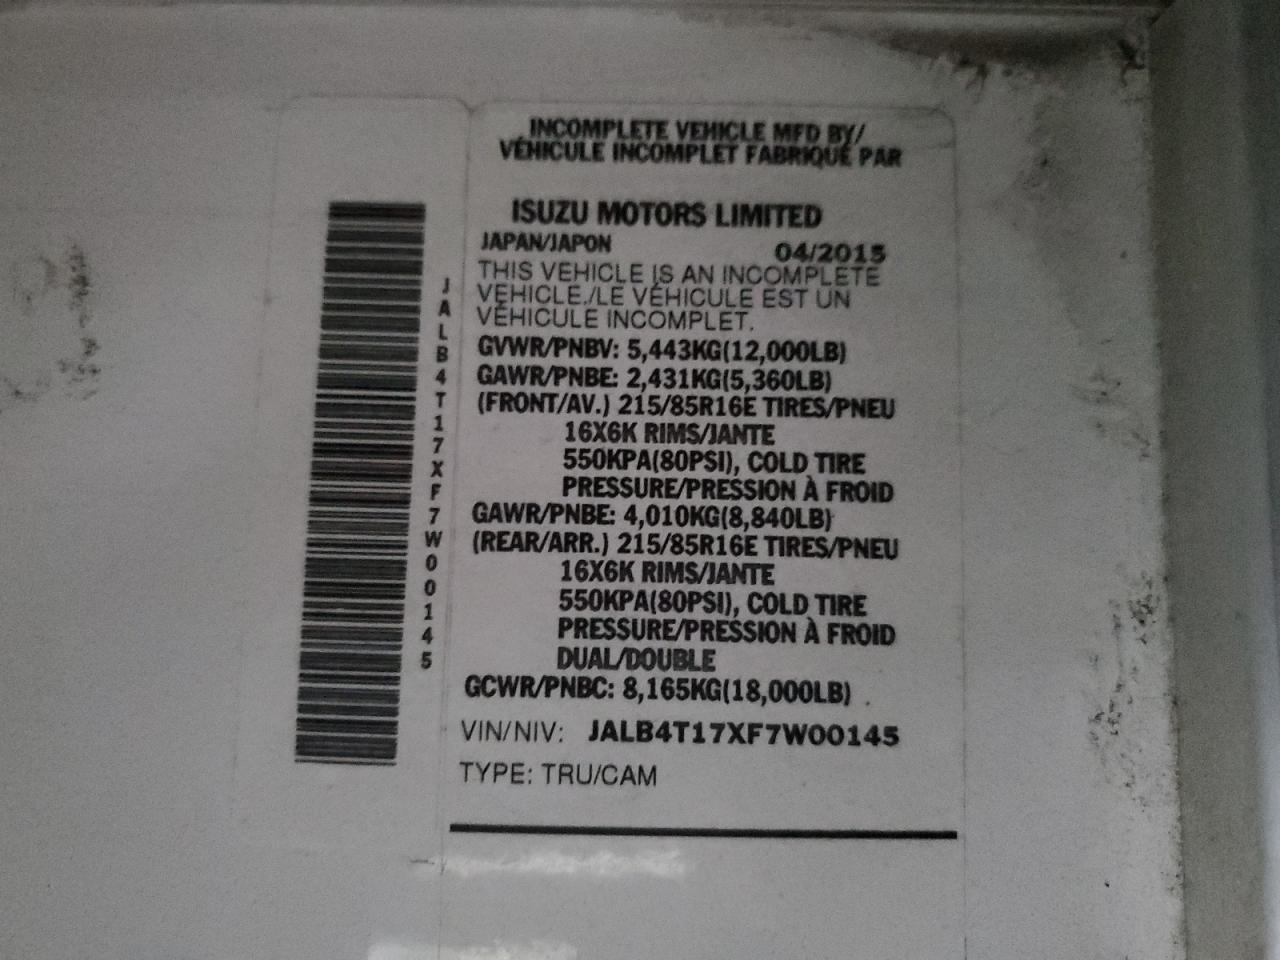 INCOMPLETE VEHICLE MFD BY/
VÉHICULE INCOMPLET FABRIQUÉ PAR
ISUZU MOTORS LIMITED
JAPAN/JAPON 04/2015
THIS VEHICLE IS AN INCOMPLETE
VEHICLE./LE VÉHICULE EST UN
VÉHICULE INCOMPLET.
GVWR/PNBV: 5,443KG(12,000LB)
GAWR/PNBE: 2,431KG(5,360LB)
(FRONT/AV.) 215/85R16E TIRES/PNEU
16X6K RIMS/JANTE
550KPA(80PSI), COLD TIRE
PRESSURE/PRESSION À FROID
GAWR/PNBE: 4,010KG(8,840LB)
(REAR/ARR.) 215/85R16E TIRES/PNEU
16X6K RIMS/JANTE
550KPA(80PSI), COLD TIRE
PRESSURE/PRESSION À FROID
DUAL/DOUBLE
GCWR/PNBC: 8,165KG(18,000LB)
VIN/NIV: JALB4T17XF7W00145
TYPE: TRU/CAM
JALB4T17XF7W00145